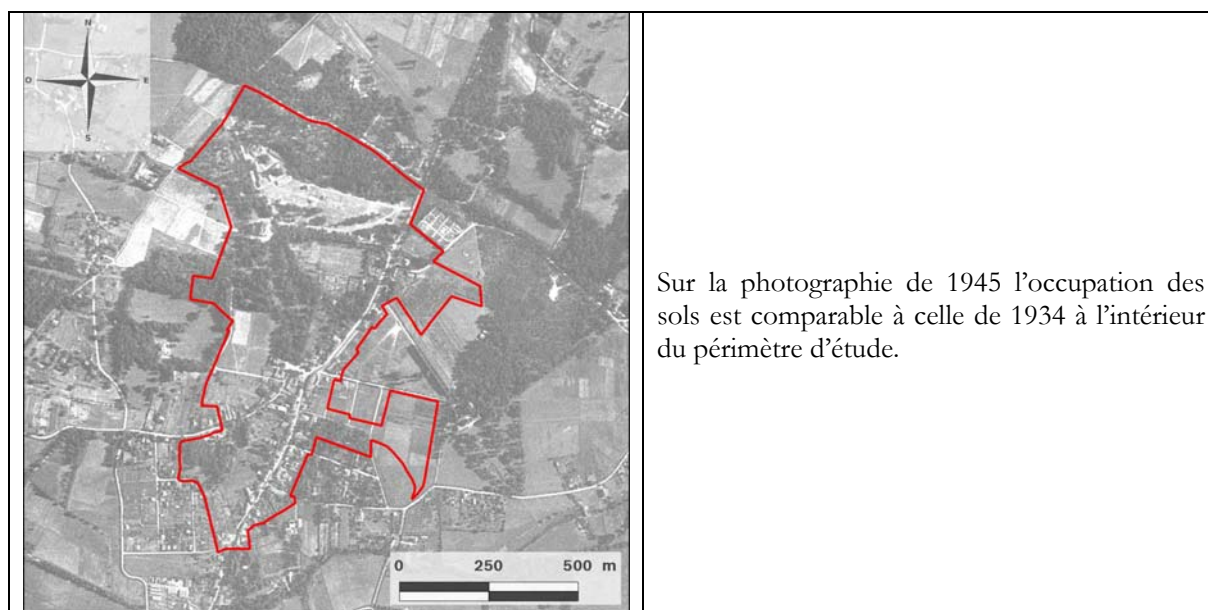 N
O
E
S
0 250 500 m
Sur la photographie de 1945 l’occupation des
sols est comparable à celle de 1934 à l’intérieur
du périmètre d’étude.